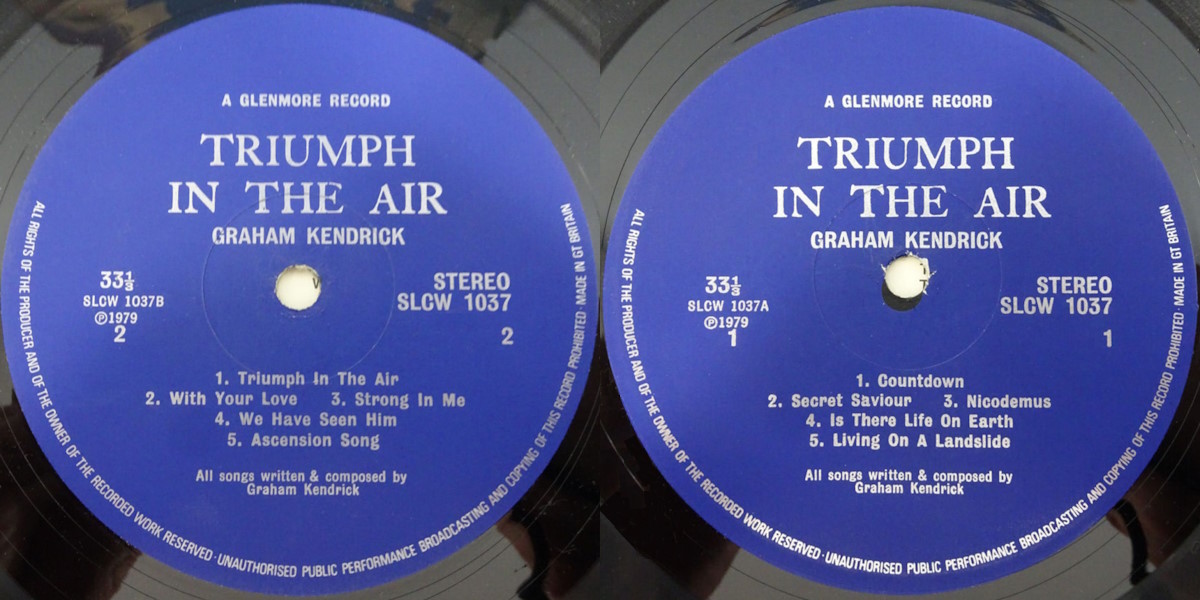 A GLENMORE RECORD
TRIUMPH
IN THE AIR
GRAHAM KENDRICK
33⅓
SLCW 1037B
Ⓟ1979
2
STEREO
SLCW 1037
2
1. Triumph In The Air
2. With Your Love 3. Strong In Me
4. We Have Seen Him
5. Ascension Song
All songs written & composed by
Graham Kendrick
ALL RIGHTS OF THE PRODUCER AND OF THE OWNER OF THE RECORDED WORK RESERVED · UNAUTHORISED PUBLIC PERFORMANCE BROADCASTING AND COPYING OF THIS RECORD PROHIBITED · MADE IN GT BRITAIN
A GLENMORE RECORD
TRIUMPH
IN THE AIR
GRAHAM KENDRICK
33⅓
SLCW 1037A
Ⓟ1979
1
STEREO
SLCW 1037
1
1. Countdown
2. Secret Saviour 3. Nicodemus
4. Is There Life On Earth
5. Living On A Landslide
All songs written & composed by
Graham Kendrick
ALL RIGHTS OF THE PRODUCER AND OF THE OWNER OF THE RECORDED WORK RESERVED · UNAUTHORISED PUBLIC PERFORMANCE BROADCASTING AND COPYING OF THIS RECORD PROHIBITED · MADE IN GT BRITAIN